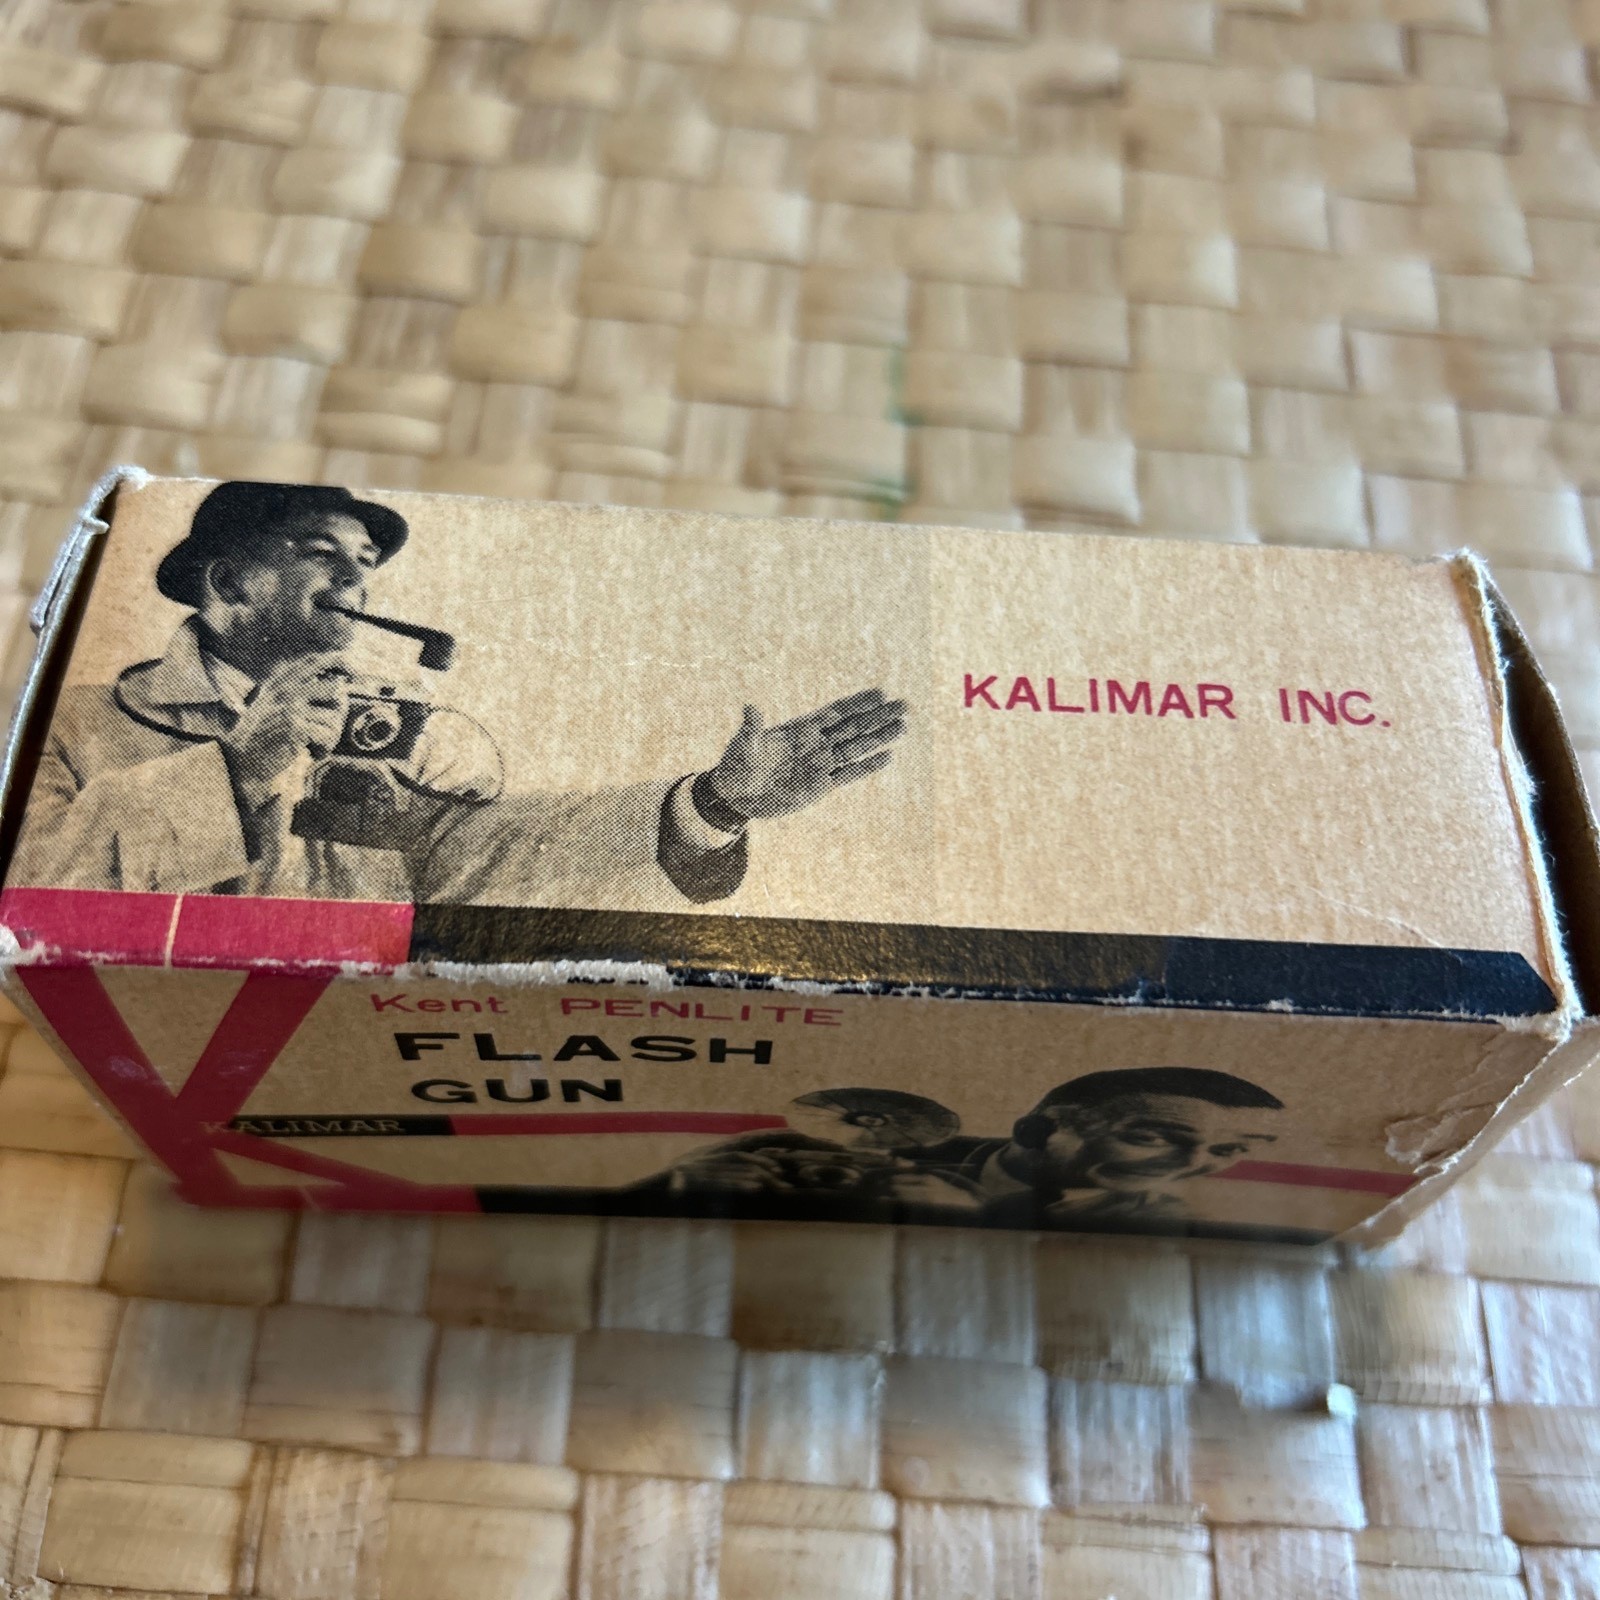 KALIMAR INC.
Kent PENLITE
FLASH
GUN
KALIMAR